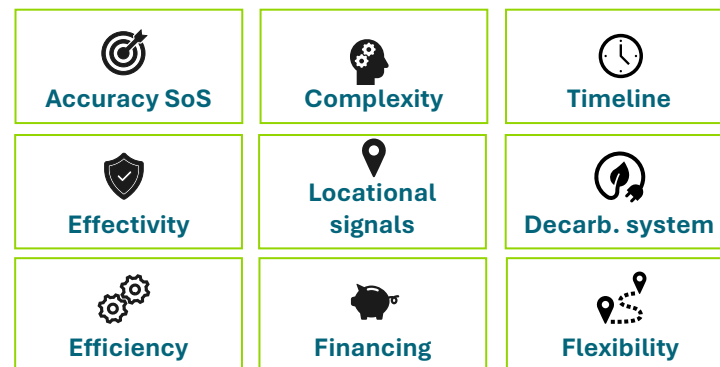 Accuracy SoS
Complexity
Timeline
Effectivity
Locational
signals
Decarb. system
Efficiency
Financing
Flexibility